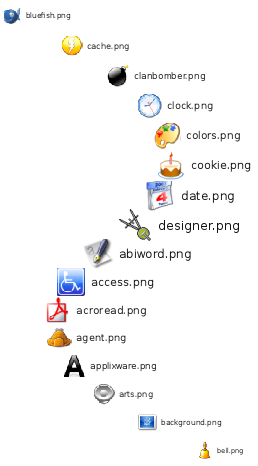 bluefish.png
cache.png
clanbomber.png
clock.png
colors.png
cookie.png
date.png
designer.png
abiword.png
access.png
acroread.png
agent.png
applixware.png
arts.png
background.png
bell.png